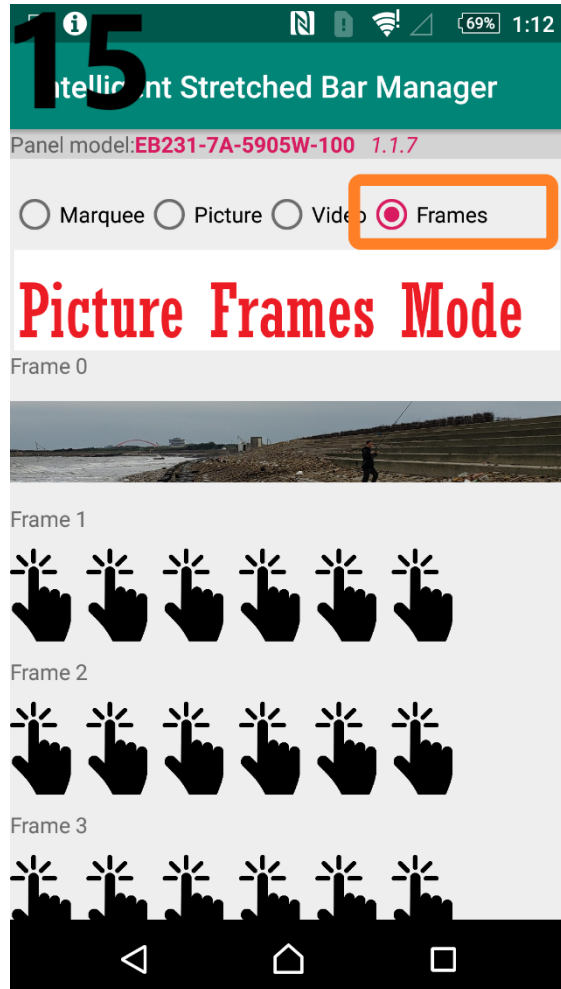 69% 1:12
15
ntelligent Stretched Bar Manager
Panel model:EB231-7A-5905W-100 1.1.7
Marquee Picture Video Frames
Picture Frames Mode
Frame 0
Frame 1
Frame 2
Frame 3